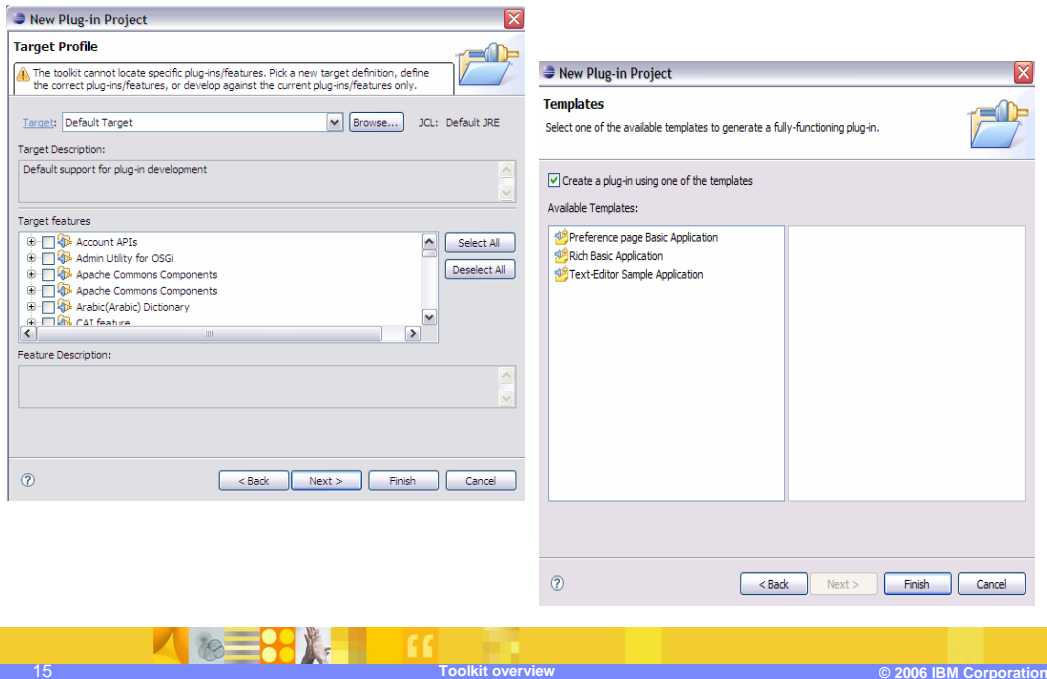 New Plug-in Project
Target Profile
The toolkit cannot locate specific plug-ins/features. Pick a new target definition, define
the correct plug-ins/features, or develop against the current plug-ins/features only.
Target: Default Target Browse... JCL: Default JRE
Target Description:
Default support for plug-in development
Target features
Account APIs
Admin Utility for OSGi
Apache Commons Components
Apache Commons Components
Arabic(Arabic) Dictionary
CAI feature
Select All
Deselect All
Feature Description:
< Back Next > Finish Cancel
New Plug-in Project
Templates
Select one of the available templates to generate a fully-functioning plug-in.
Create a plug-in using one of the templates
Available Templates:
Preference page Basic Application
Rich Basic Application
Text-Editor Sample Application
< Back Next > Finish Cancel
15 Toolkit overview © 2006 IBM Corporation